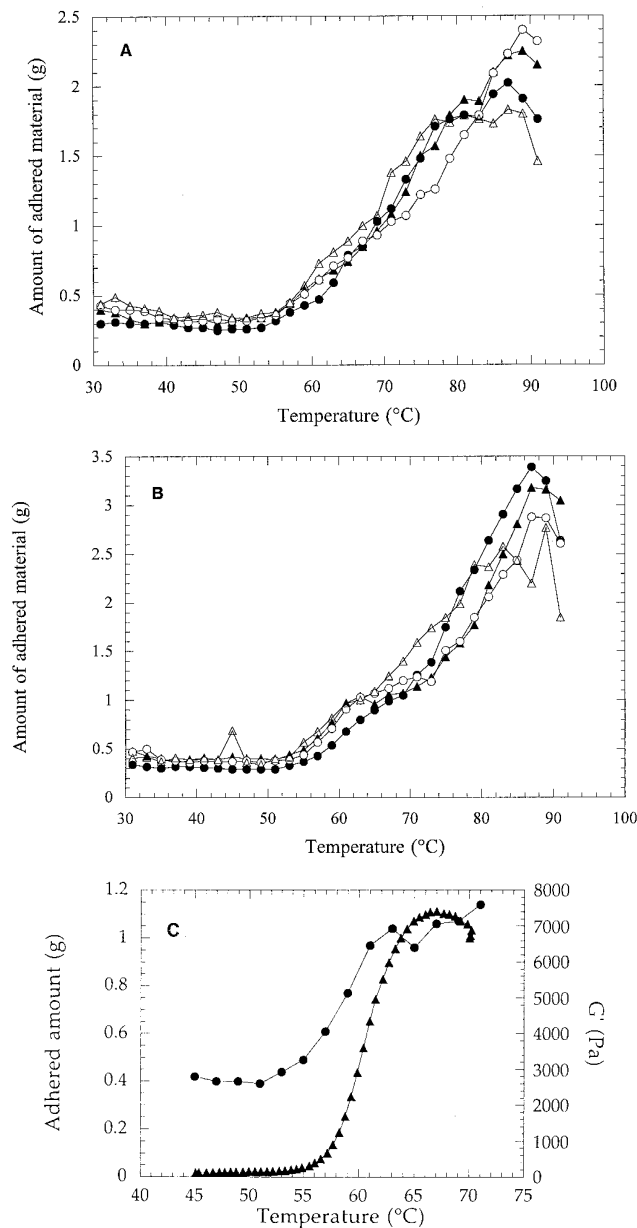 A
Amount of adhered material (g)
2.5
2
1.5
1
0.5
0
30 40 50 60 70 80 90 100
Temperature (°C)
B
Amount of adhered material (g)
3.5
3
2.5
2
1.5
1
0.5
0
30 40 50 60 70 80 90 100
Temperature (°C)
C
Adhered amount (g)
1.2
1
0.8
0.6
0.4
0.2
0
8000
7000
6000
5000
4000
3000
2000
1000
0
G' (Pa)
40 45 50 55 60 65 70 75
Temperature (°C)